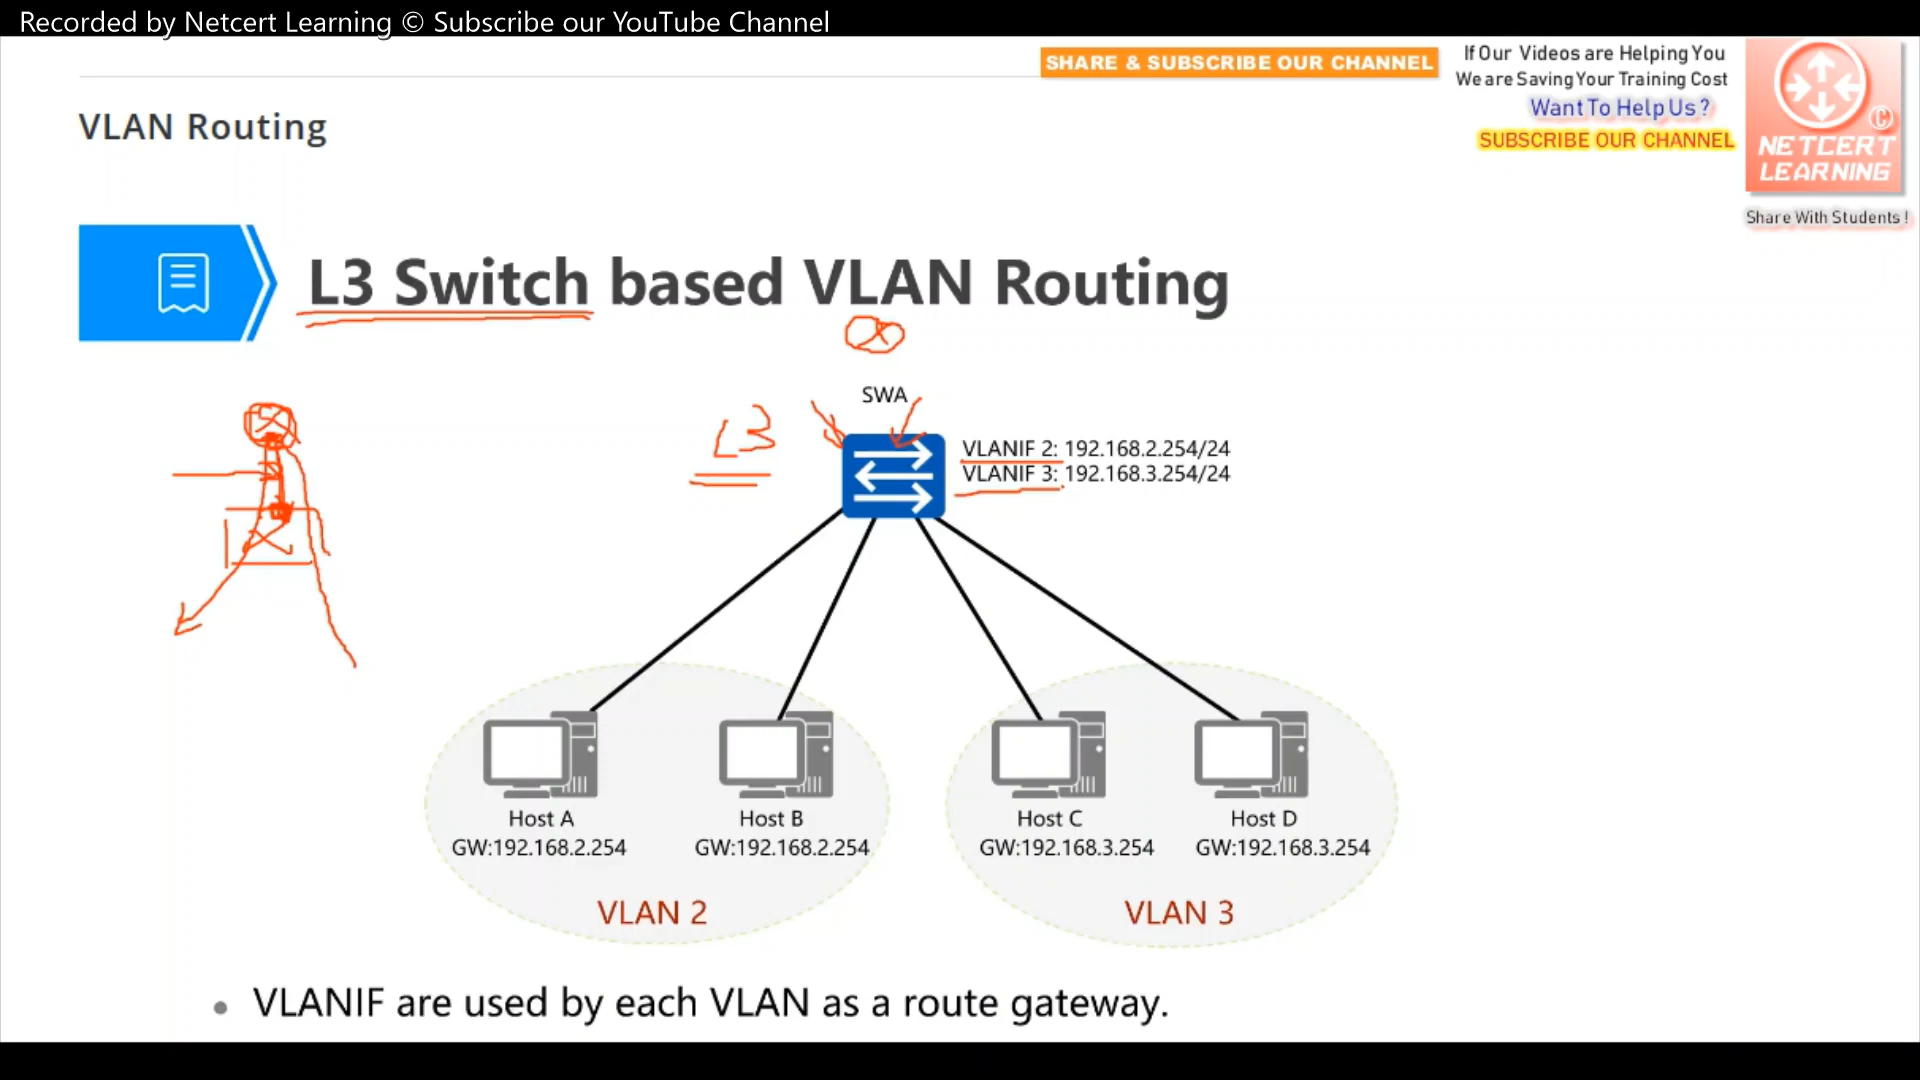 Recorded by Netcert Learning © Subscribe our YouTube Channel
SHARE & SUBSCRIBE OUR CHANNEL
If Our Videos are Helping You
We are Saving Your Training Cost
Want To Help Us ?
SUBSCRIBE OUR CHANNEL
©
NETCERT
LEARNING
Share With Students !
VLAN Routing
L3 Switch based VLAN Routing
SWA
L3
VLANIF 2: 192.168.2.254/24
VLANIF 3: 192.168.3.254/24
Host A
GW:192.168.2.254
Host B
GW:192.168.2.254
Host C
GW:192.168.3.254
Host D
GW:192.168.3.254
VLAN 2
VLAN 3
• VLANIF are used by each VLAN as a route gateway.